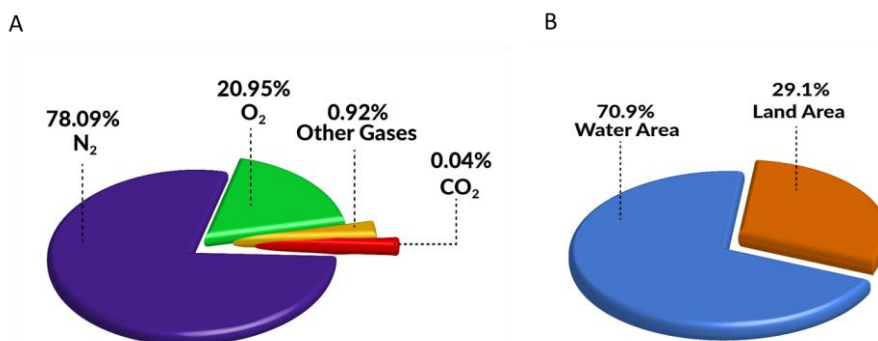 A
78.09%
N₂
20.95%
O₂
0.92%
Other Gases
0.04%
CO₂
B
70.9%
Water Area
29.1%
Land Area